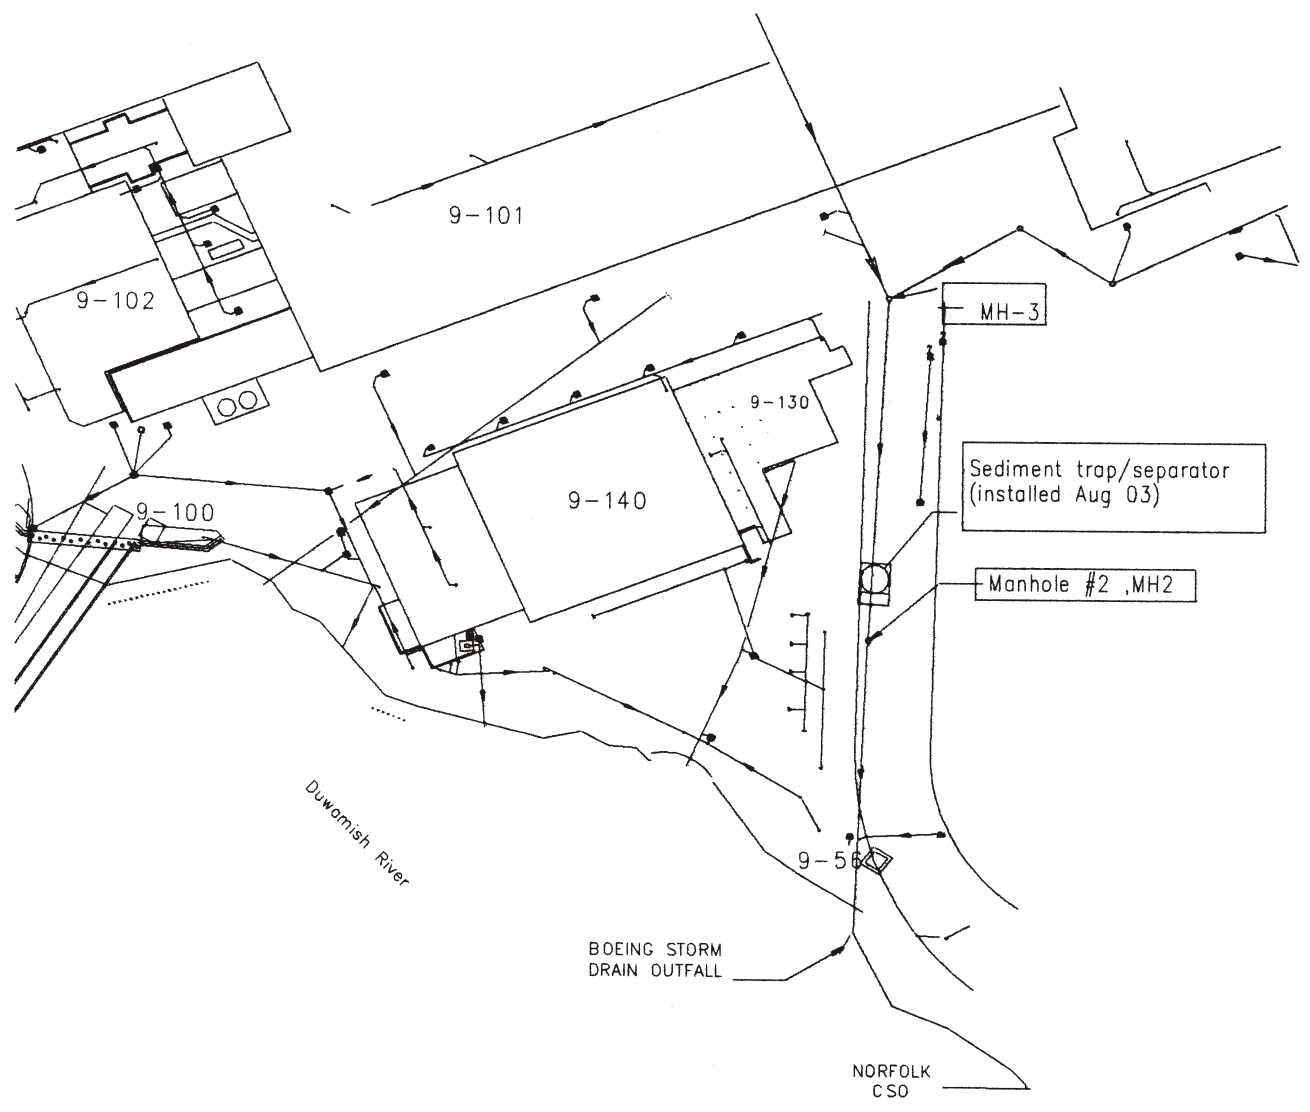 9-101
9-102
MH-3
9-130
Sediment trap/separator
(installed Aug 03)
9-140
9-100
Manhole #2 ,MH2
Duwamish River
9-56
BOEING STORM
DRAIN OUTFALL
NORFOLK
CSO